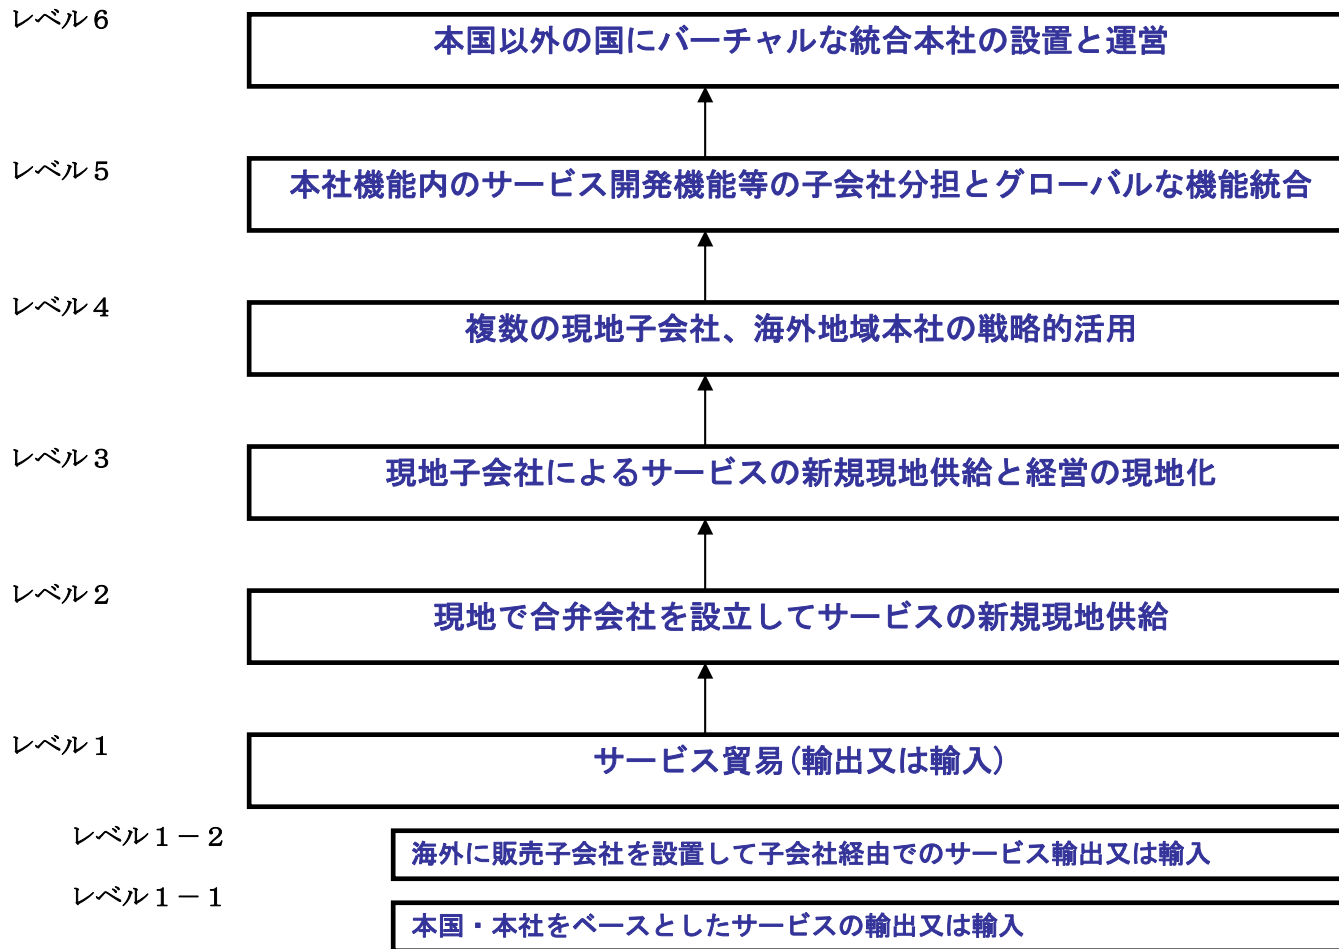 レベル６
本国以外の国にバーチャルな統合本社の設置と運営
レベル５
本社機能内のサービス開発機能等の子会社分担とグローバルな機能統合
レベル４
複数の現地子会社、海外地域本社の戦略的活用
レベル３
現地子会社によるサービスの新規現地供給と経営の現地化
レベル２
現地で合弁会社を設立してサービスの新規現地供給
レベル１
サービス貿易(輸出又は輸入)
レベル１－２
海外に販売子会社を設置して子会社経由でのサービス輸出又は輸入
レベル１－１
本国・本社をベースとしたサービスの輸出又は輸入